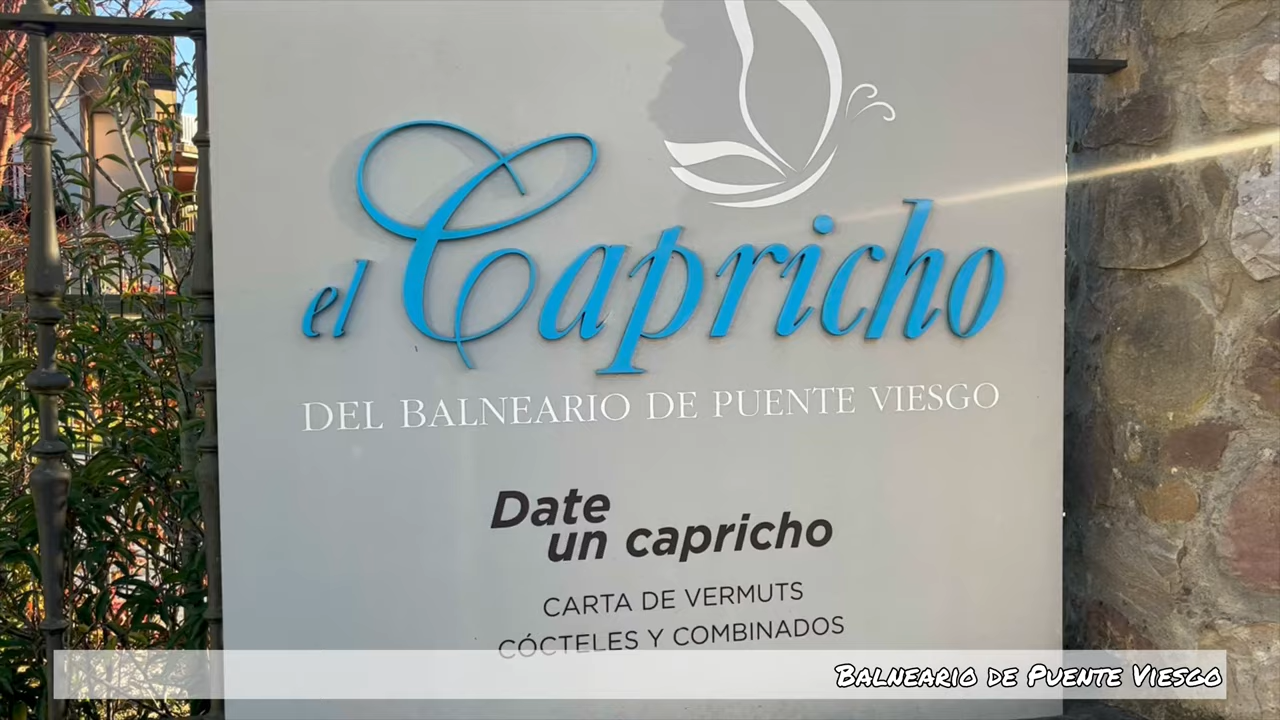 el Capricho
DEL BALNEARIO DE PUENTE VIESGO
Date
un capricho
CARTA DE VERMUTS
CÓCTELES Y COMBINADOS
Balneario de Puente Viesgo